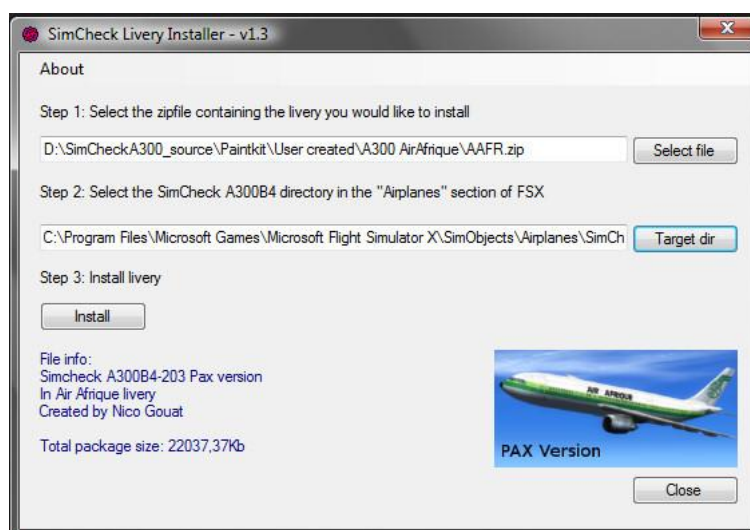 SimCheck Livery Installer - v1.3
About
Step 1: Select the zipfile containing the livery you would like to install
D:\SimCheckA300_source\Paintkit\User created\A300 AirAfrique\AAFR.zip
Select file
Step 2: Select the SimCheck A300B4 directory in the "Airplanes" section of FSX
C:\Program Files\Microsoft Games\Microsoft Flight Simulator X\SimObjects\Airplanes\SimCh
Target dir
Step 3: Install livery
Install
File info:
Simcheck A300B4-203 Pax version
In Air Afrique livery
Created by Nico Gouat
Total package size: 22037,37Kb
AIR AFRIQUE
PAX Version
Close